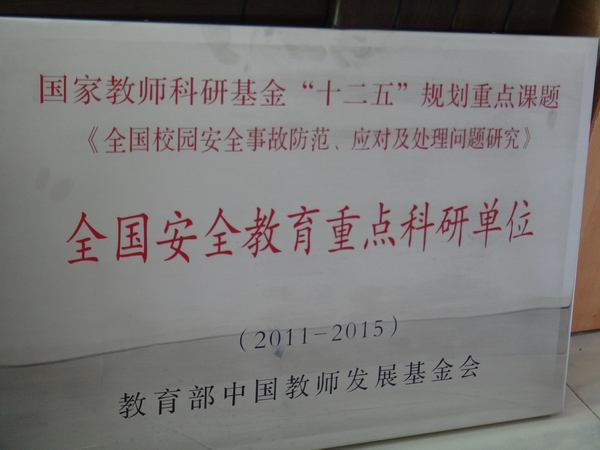 国家教师科研基金“十二五”规划重点课题
《全国校园安全事故防范、应对及处理问题研究》
全国安全教育重点科研单位
(2011-2015)
教育部中国教师发展基金会